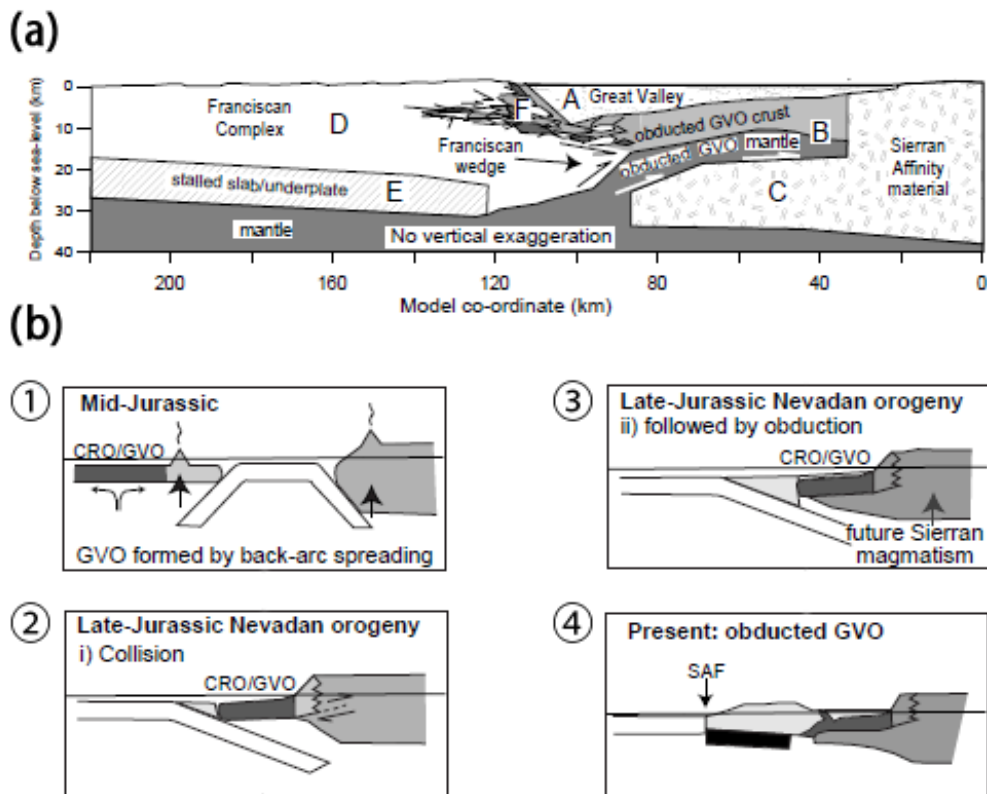 (a)
Depth below sea-level (km)
0
10
20
30
40
Franciscan
Complex
D
F
A
Great Valley
obducted GVO crust
B
Franciscan
wedge
obducted GVO mantle
Sierran
Affinity
material
stalled slab/underplate
E
C
mantle
No vertical exaggeration
200
160
120
80
40
0
Model co-ordinate (km)
(b)
1
Mid-Jurassic
CRO/GVO
GVO formed by back-arc spreading
2
Late-Jurassic Nevadan orogeny
i) Collision
CRO/GVO
3
Late-Jurassic Nevadan orogeny
ii) followed by obduction
CRO/GVO
future Sierran
magmatism
4
Present: obducted GVO
SAF